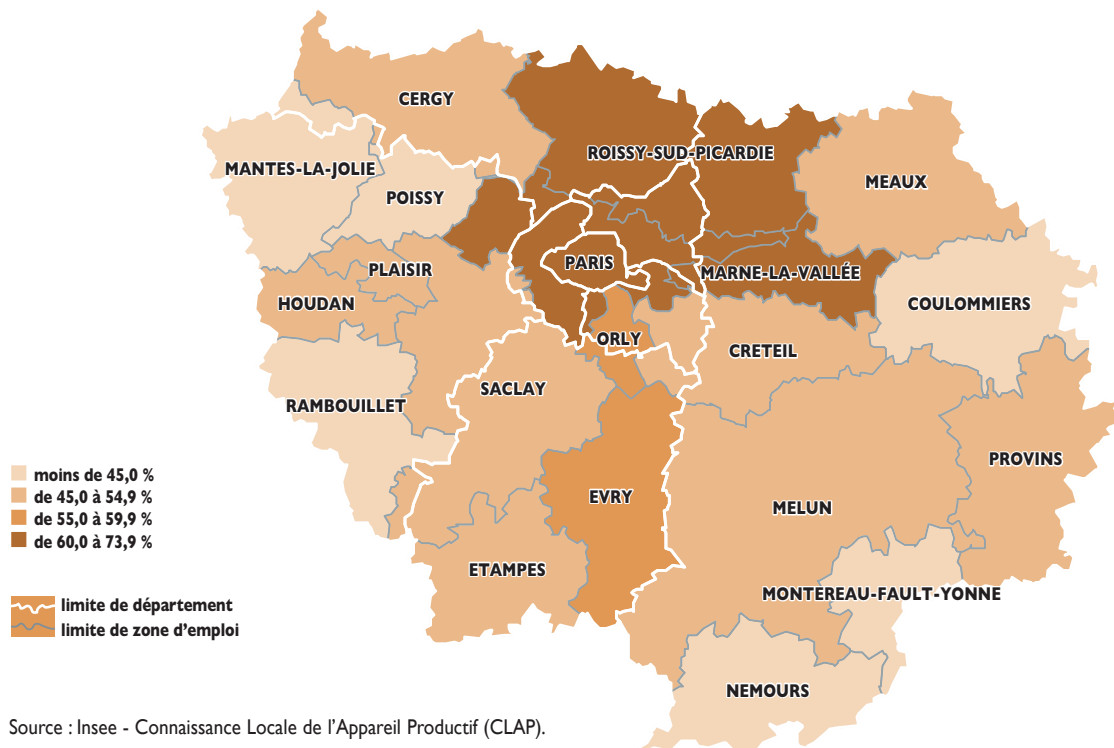 CERGY
ROISSY-SUD-PICARDIE
MANTES-LA-JOLIE
MEAUX
POISSY
PARIS
PLAISIR
MARNE-LA-VALLÉE
HOUDAN
COULOMMIERS
ORLY
CRETEIL
SACLAY
RAMBOUILLET
PROVINS
moins de 45,0 %
de 45,0 à 54,9 %
de 55,0 à 59,9 %
de 60,0 à 73,9 %
EVRY
MELUN
ETAMPES
MONTEREAU-FAULT-YONNE
limite de département
limite de zone d'emploi
NEMOURS
Source : Insee - Connaissance Locale de l'Appareil Productif (CLAP).